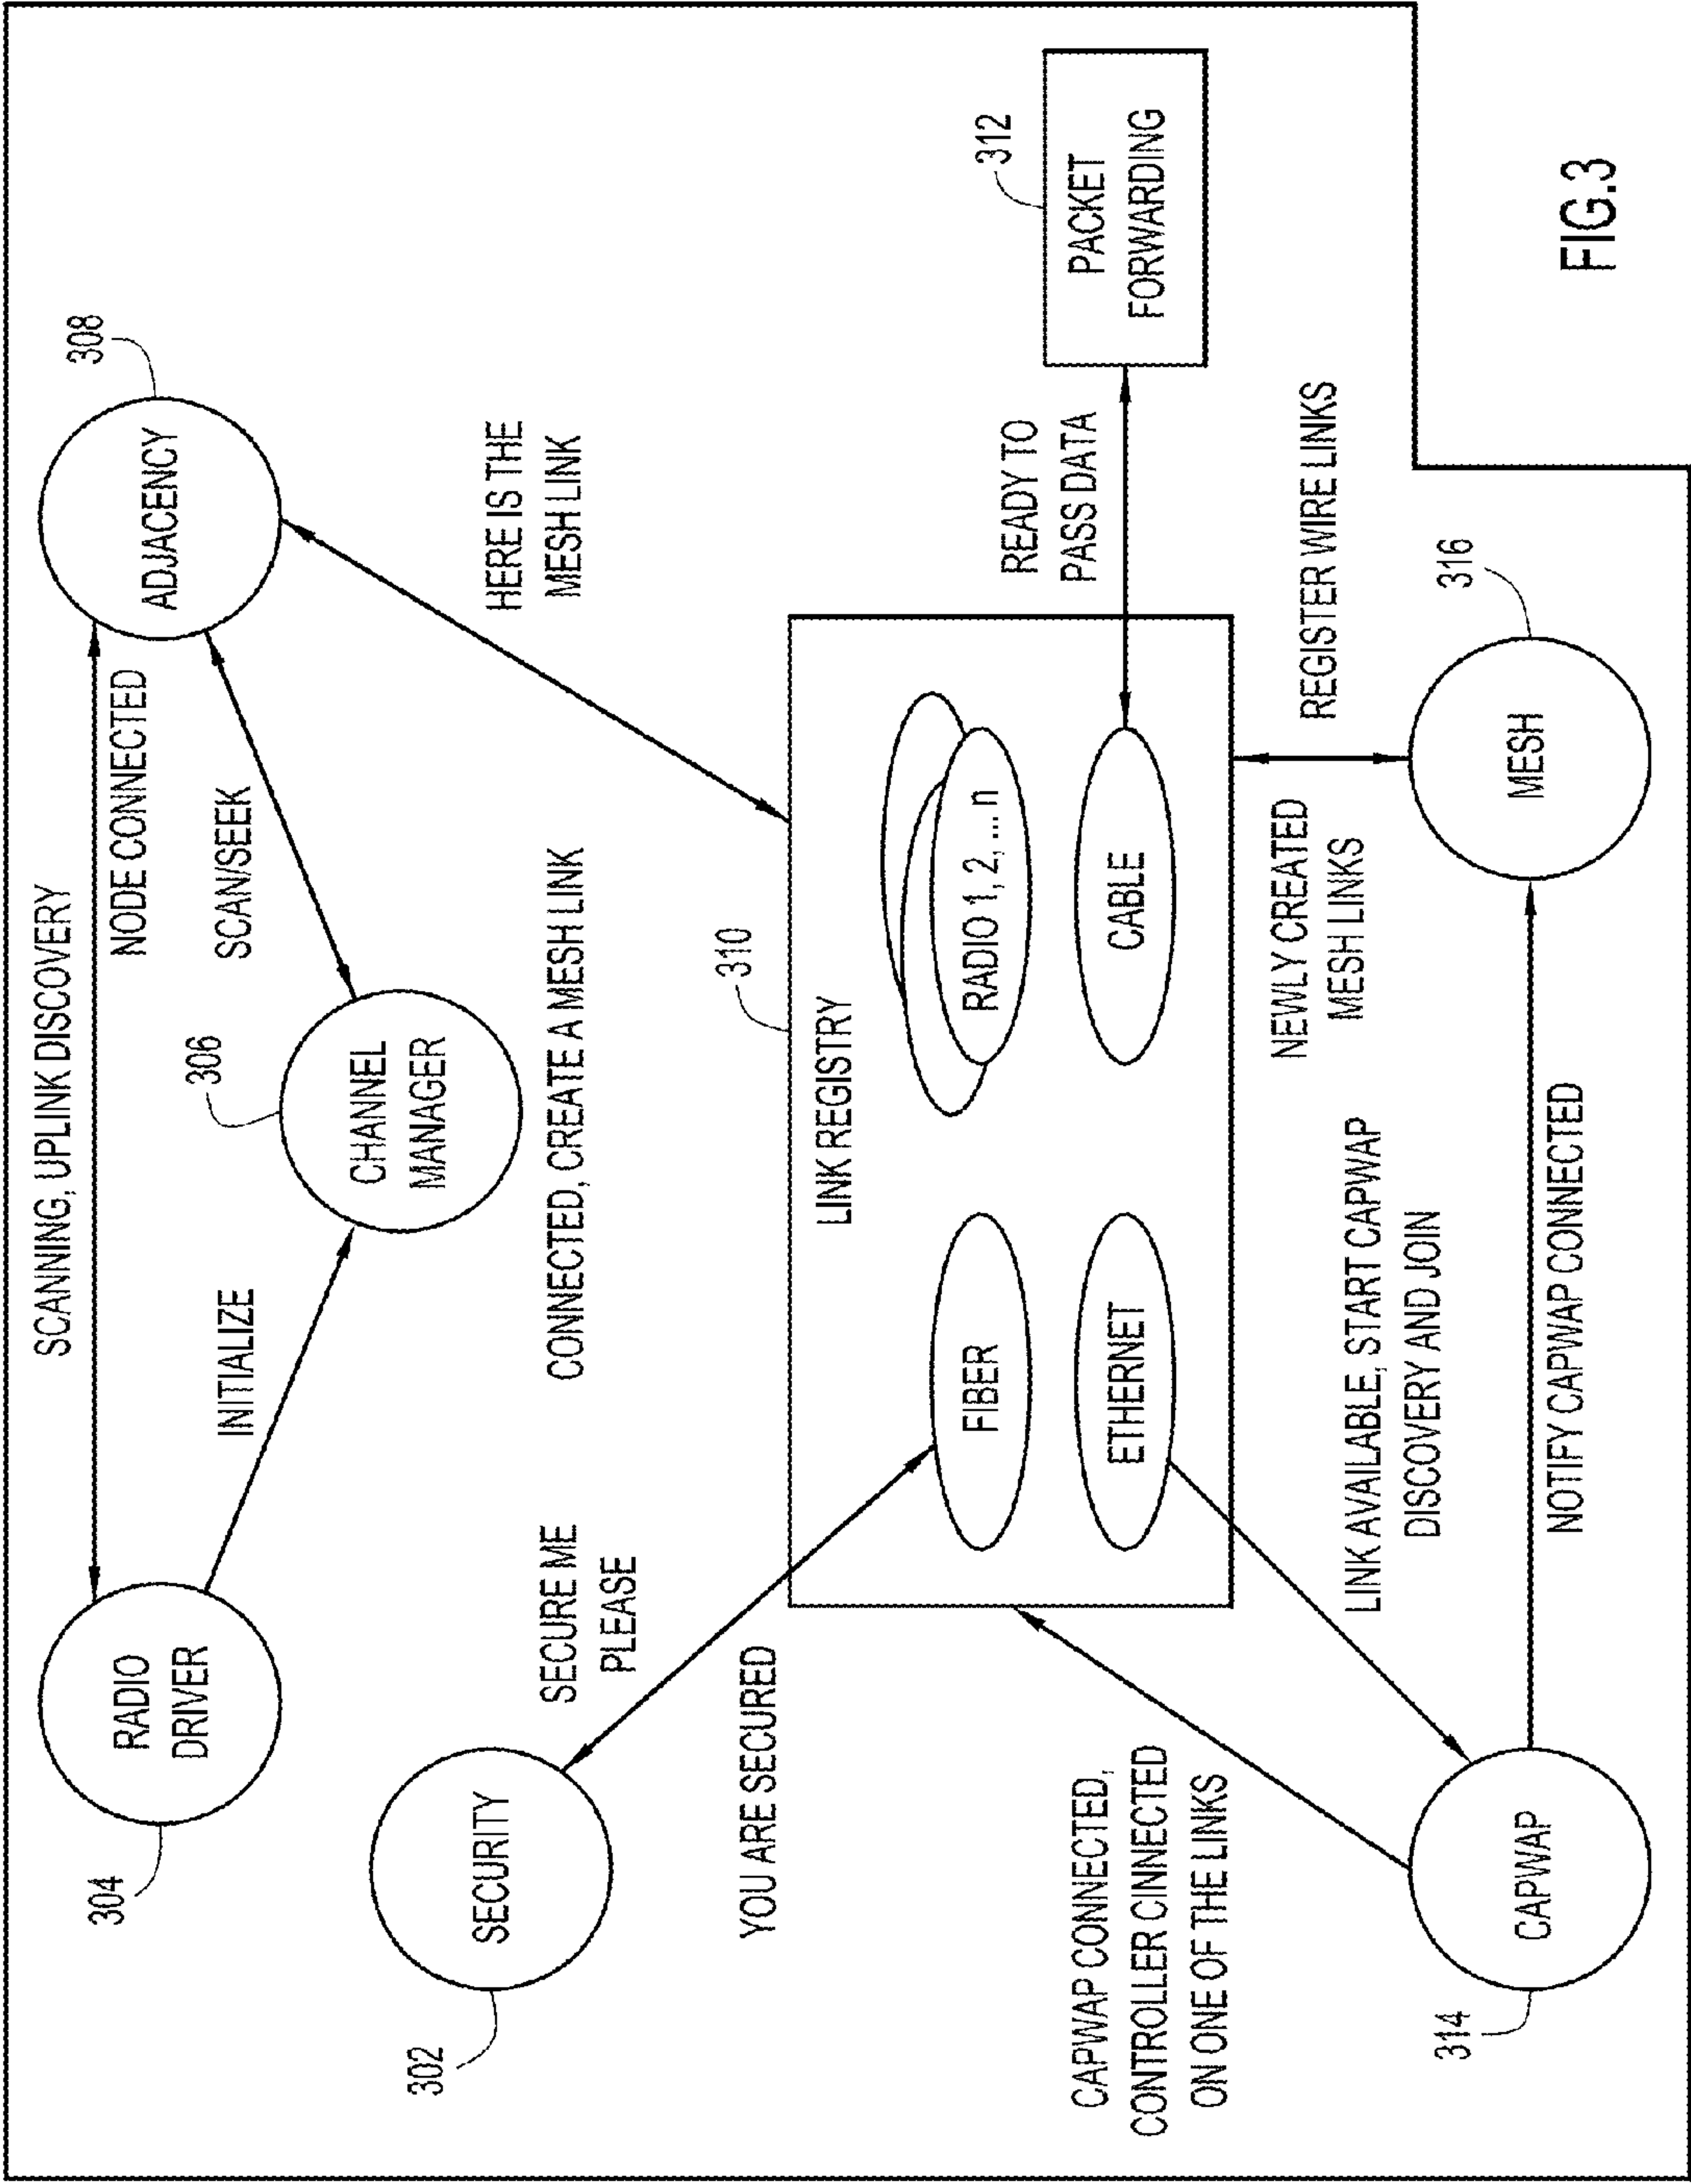 SCANNING, UPLINK DISCOVERY
304
RADIO
DRIVER
INITIALIZE
NODE CONNECTED
308
ADJACENCY
SCAN/SEEK
306
CHANNEL
MANAGER
302
SECURITY
SECURE ME
PLEASE
YOU ARE SECURED
CONNECTED, CREATE A MESH LINK
HERE IS THE
MESH LINK
310
LINK REGISTRY
FIBER
RADIO 1, 2, ... n
ETHERNET
CABLE
READY TO
PASS DATA
312
PACKET
FORWARDING
CAPWAP CONNECTED,
CONTROLLER CINNECTED
ON ONE OF THE LINKS
LINK AVAILABLE, START CAPWAP
DISCOVERY AND JOIN
NEWLY CREATED
MESH LINKS
REGISTER WIRE LINKS
314
CAPWAP
NOTIFY CAPWAP CONNECTED
316
MESH
FIG.3